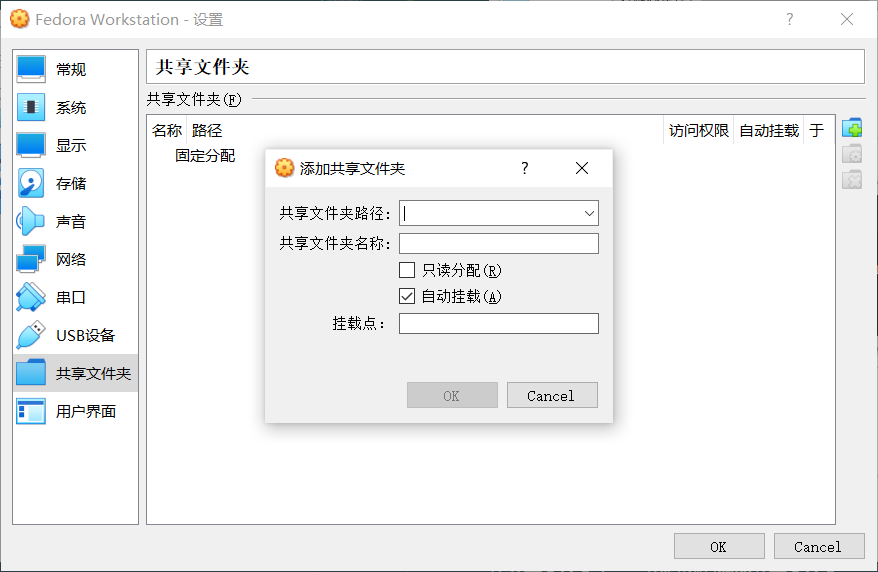 Fedora Workstation - 设置
常规
系统
显示
存储
声音
网络
串口
USB设备
共享文件夹
用户界面
共享文件夹
共享文件夹(F)
名称 路径 访问权限 自动挂载 于
固定分配
添加共享文件夹 ?
共享文件夹路径:
共享文件夹名称:
只读分配(R)
自动挂载(A)
挂载点:
OK Cancel
OK Cancel